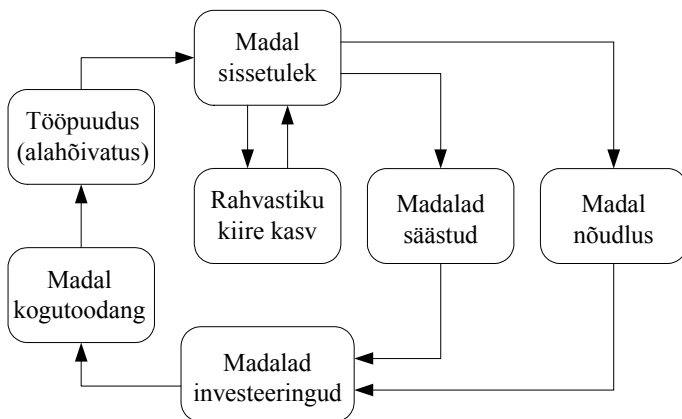 Madal
sissetulek
Tööpuudus
(alahõivatus)
Rahvastiku
kiire kasv
Madalad
säästud
Madal
nõudlus
Madal
kogutoodang
Madalad
investeeringud